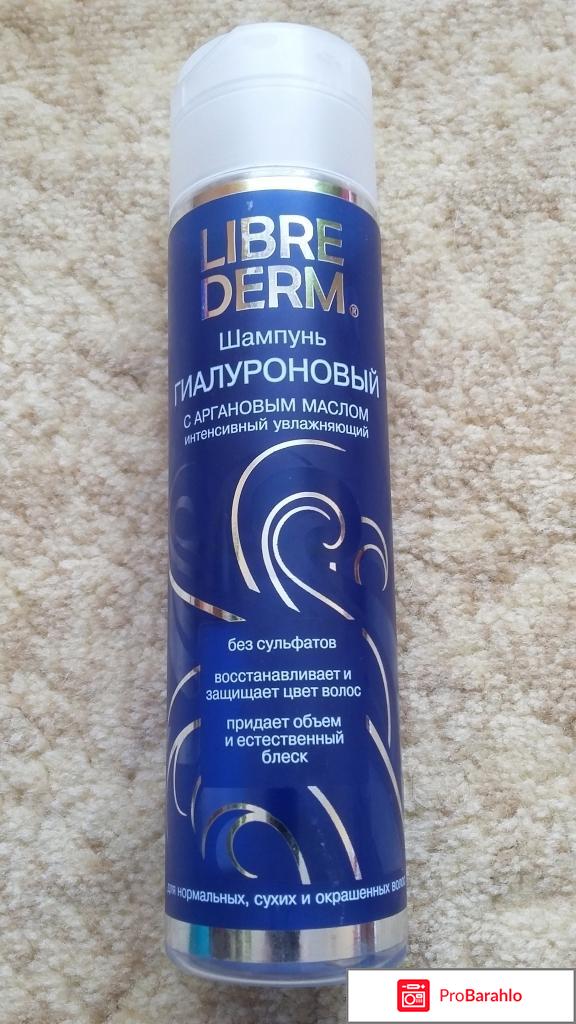 LIBRE
DERM®
Шампунь
ГИАЛУРОНОВЫЙ
С АРГАНОВЫМ МАСЛОМ
интенсивный увлажняющий
без сульфатов
восстанавливает и
защищает цвет волос
придает объем
и естественный
блеск
для нормальных, сухих и окрашенных волос
ProBarahlo